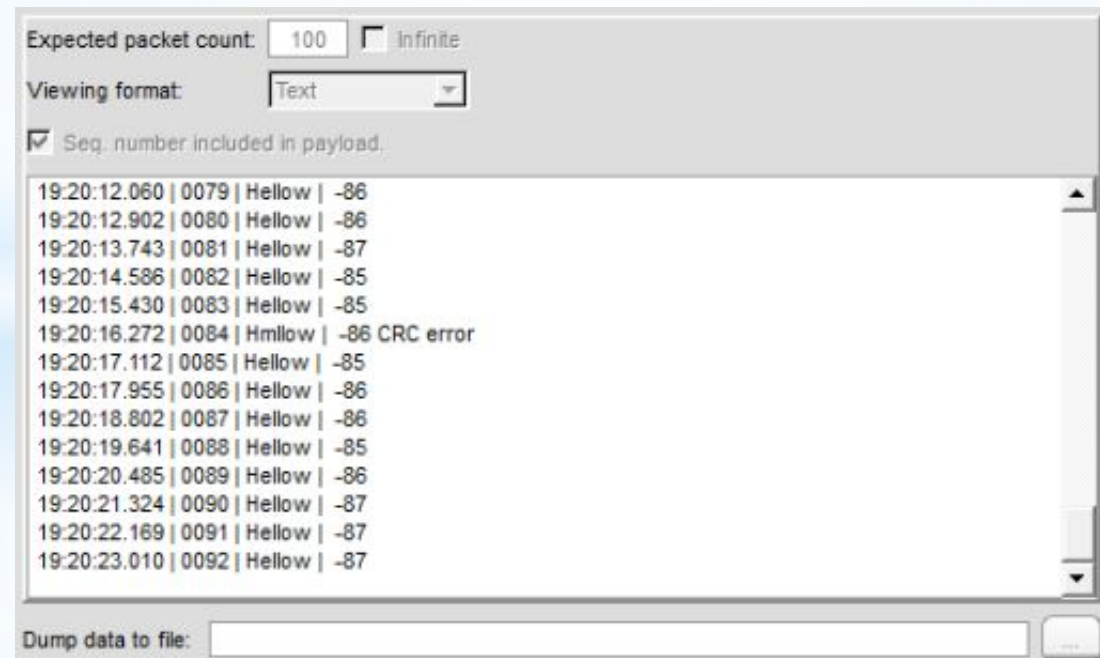 Expected packet count: 100 Infinite
Viewing format: Text
Seq. number included in payload.
19:20:12.060 | 0079 | Hellow | -86
19:20:12.902 | 0080 | Hellow | -86
19:20:13.743 | 0081 | Hellow | -87
19:20:14.586 | 0082 | Hellow | -85
19:20:15.430 | 0083 | Hellow | -85
19:20:16.272 | 0084 | Hmllow | -86 CRC error
19:20:17.112 | 0085 | Hellow | -85
19:20:17.955 | 0086 | Hellow | -86
19:20:18.802 | 0087 | Hellow | -86
19:20:19.641 | 0088 | Hellow | -85
19:20:20.485 | 0089 | Hellow | -86
19:20:21.324 | 0090 | Hellow | -87
19:20:22.169 | 0091 | Hellow | -87
19:20:23.010 | 0092 | Hellow | -87
Dump data to file: ...